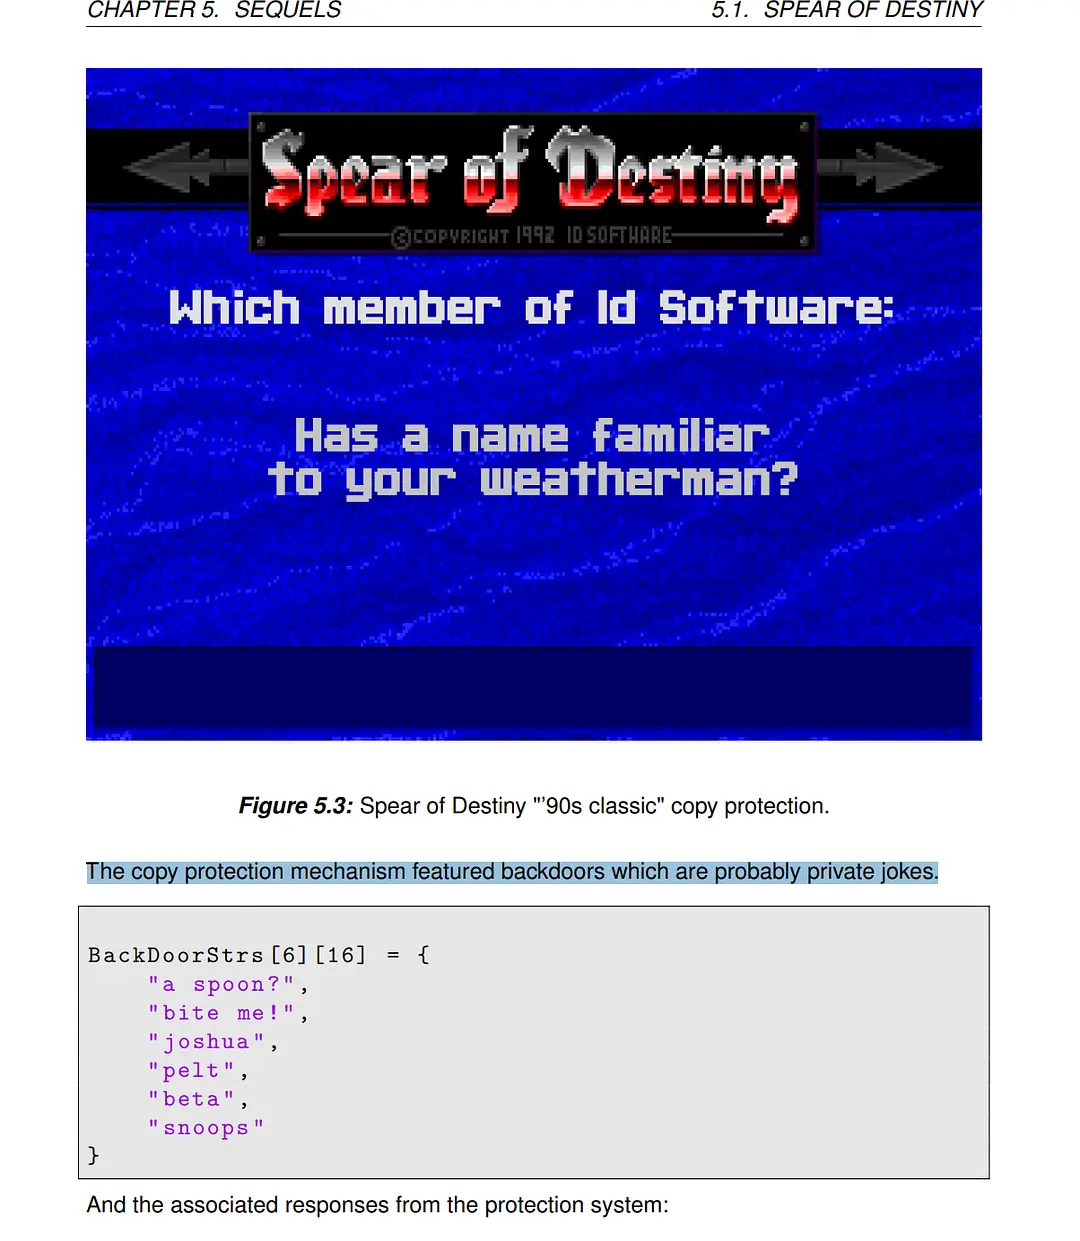 CHAPTER 5. SEQUELS 5.1. SPEAR OF DESTINY
Spear of Destiny
©COPYRIGHT 1992 ID SOFTWARE
Which member of Id Software:
Has a name familiar
to your weatherman?
Figure 5.3: Spear of Destiny "'90s classic" copy protection.
The copy protection mechanism featured backdoors which are probably private jokes.
BackDoorStrs[6][16] = {
"a spoon?",
"bite me!",
"joshua",
"pelt",
"beta",
"snoops"
}
And the associated responses from the protection system: